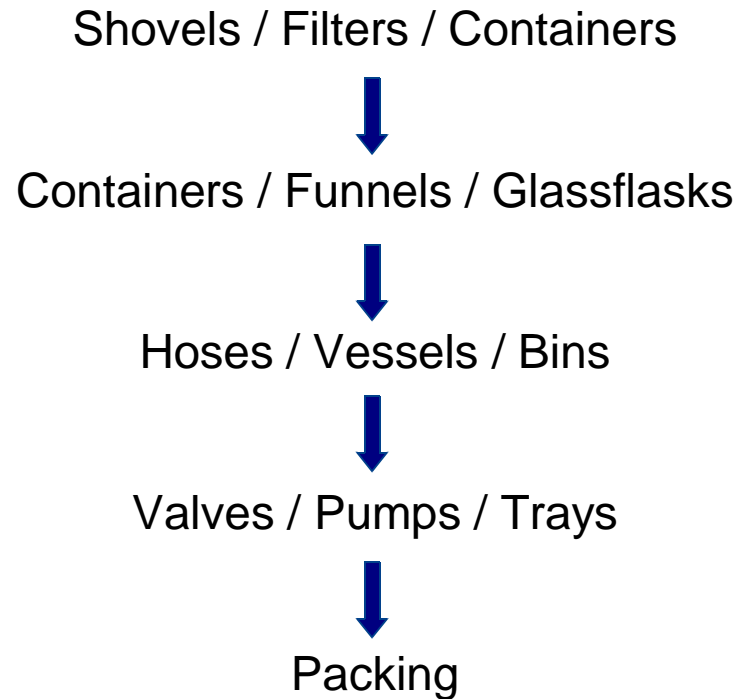 Shovels / Filters / Containers
Containers / Funnels / Glassflasks
Hoses / Vessels / Bins
Valves / Pumps / Trays
Packing